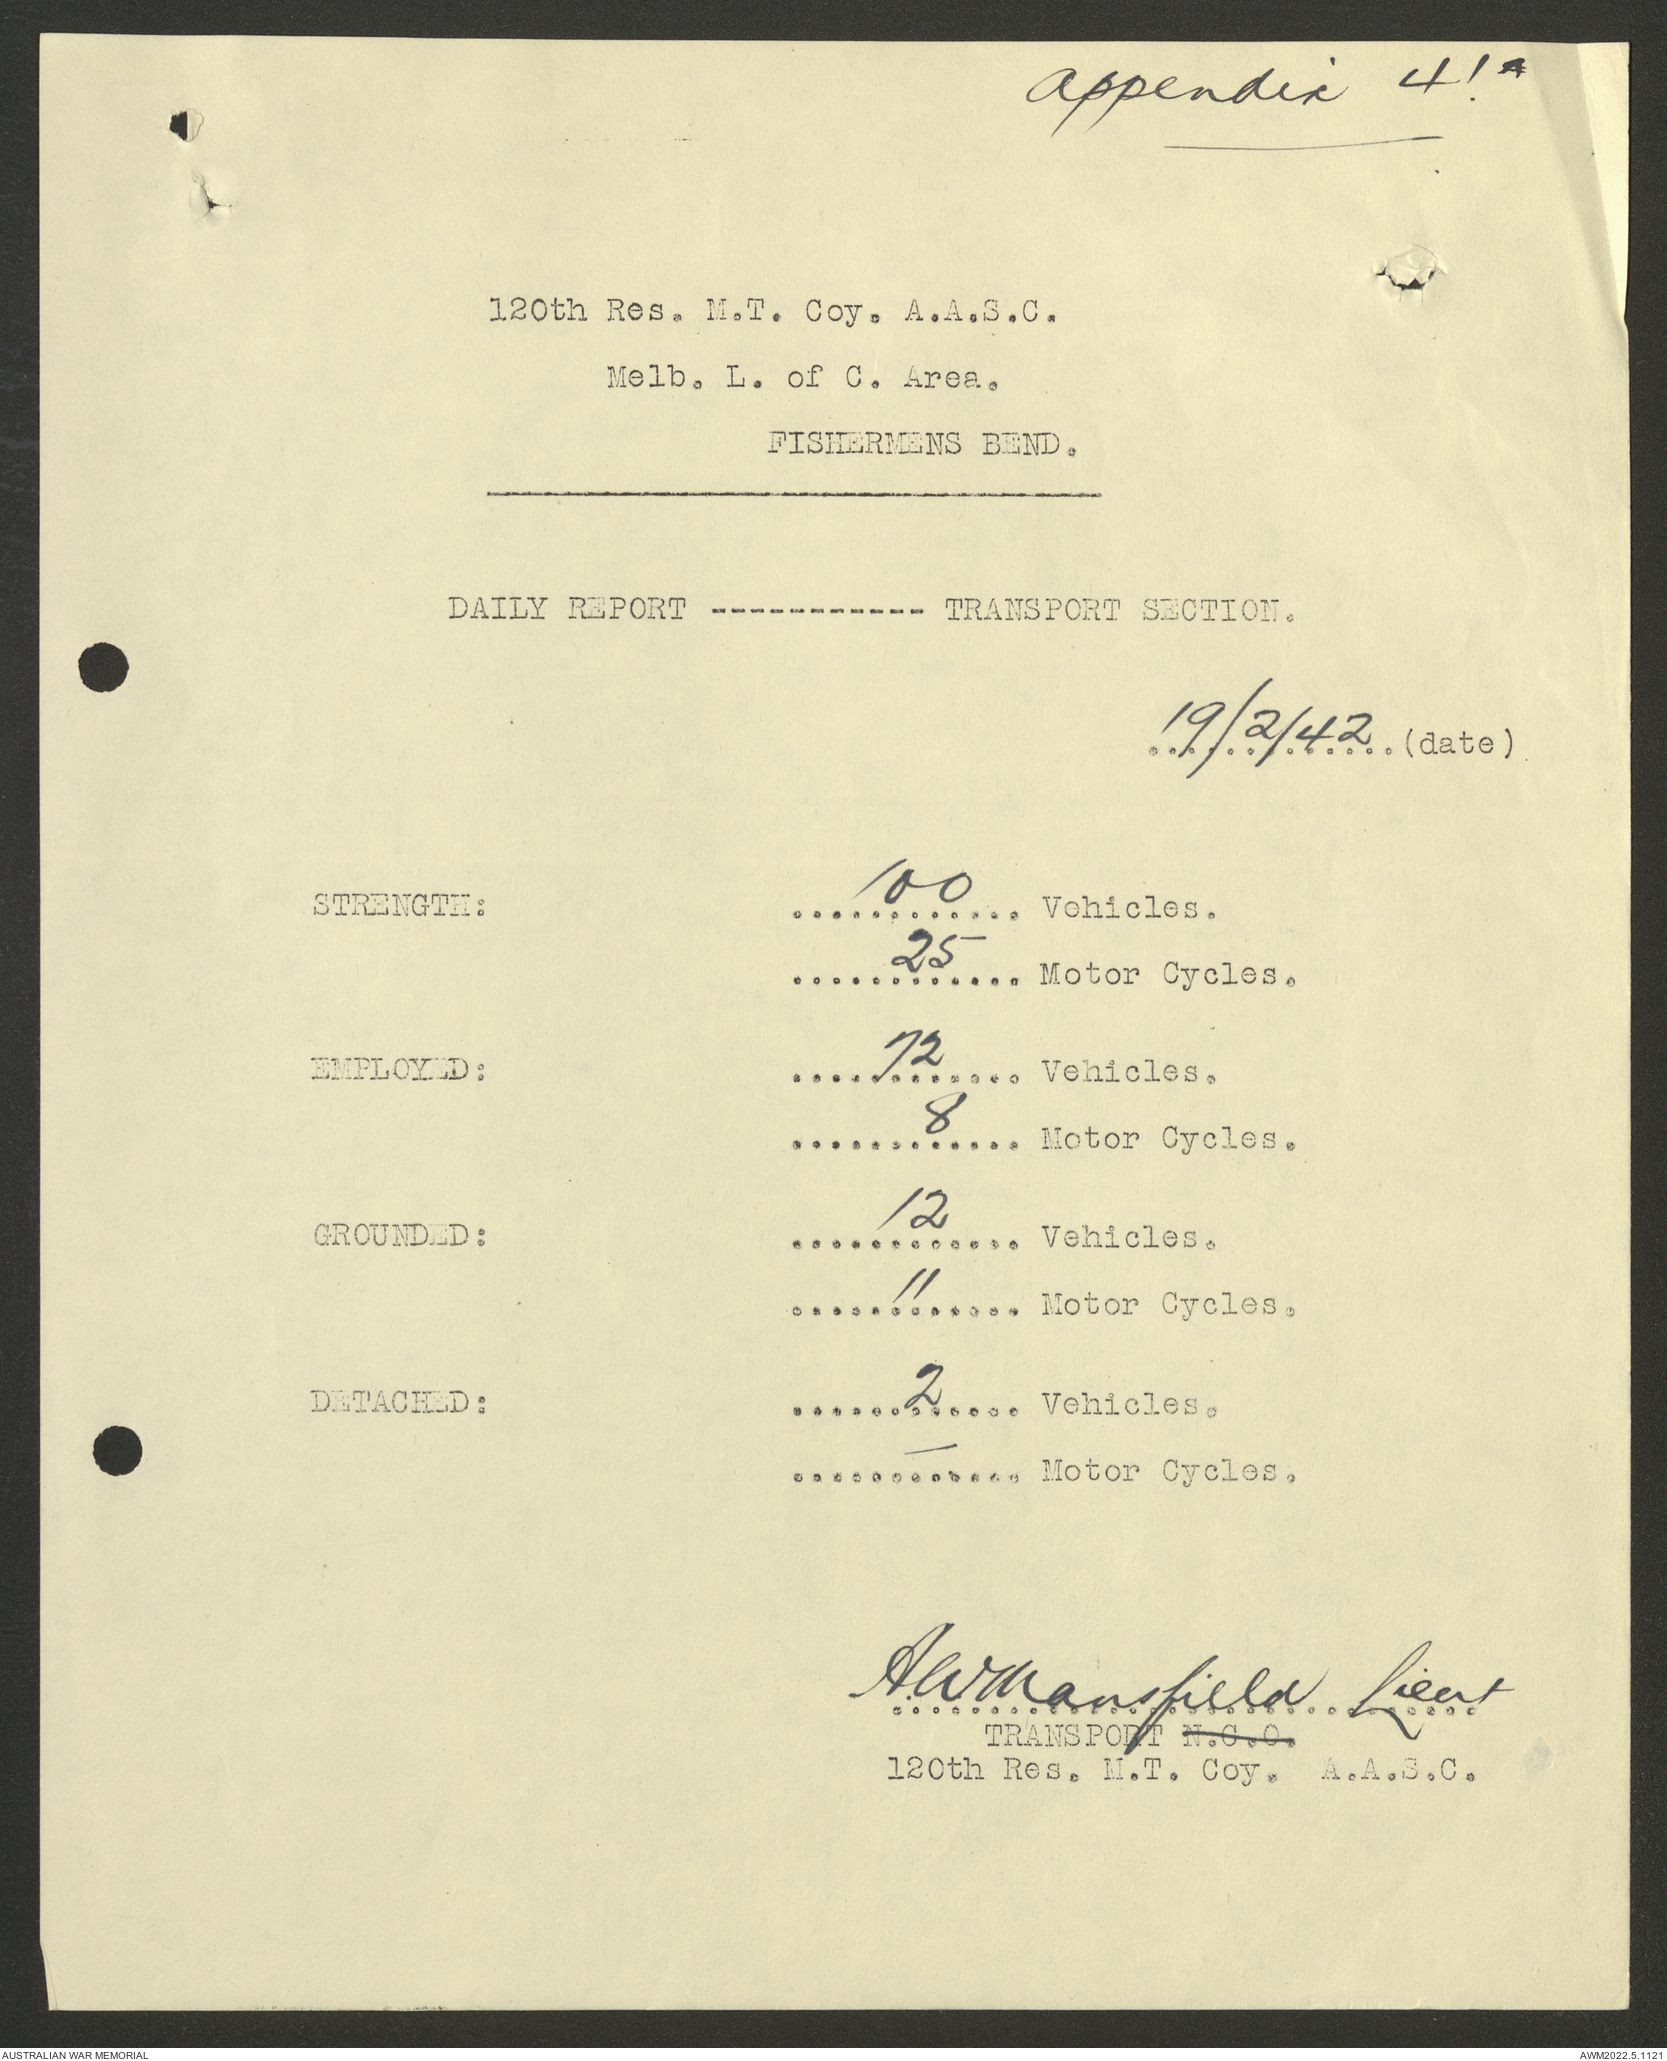 Appendix 4!
120th Res. M.T. Coy. A.A.S.C.
Melb. L. of C. Area.
FISHERMENS BEND.
DAILY REPORT ----------- TRANSPORT SECTION.
19/2/42 (date)
STRENGTH: 100 Vehicles.
25 Motor Cycles.
EMPLOYED: 72 Vehicles.
8 Motor Cycles.
GROUNDED: 12 Vehicles.
11 Motor Cycles.
DETACHED: 2 Vehicles.
— Motor Cycles.
A.W Mansfield Lieut
TRANSPORT N.C.O.
120th Res. M.T. Coy. A.A.S.C.
AUSTRALIAN WAR MEMORIAL
AWM2022.5.1121